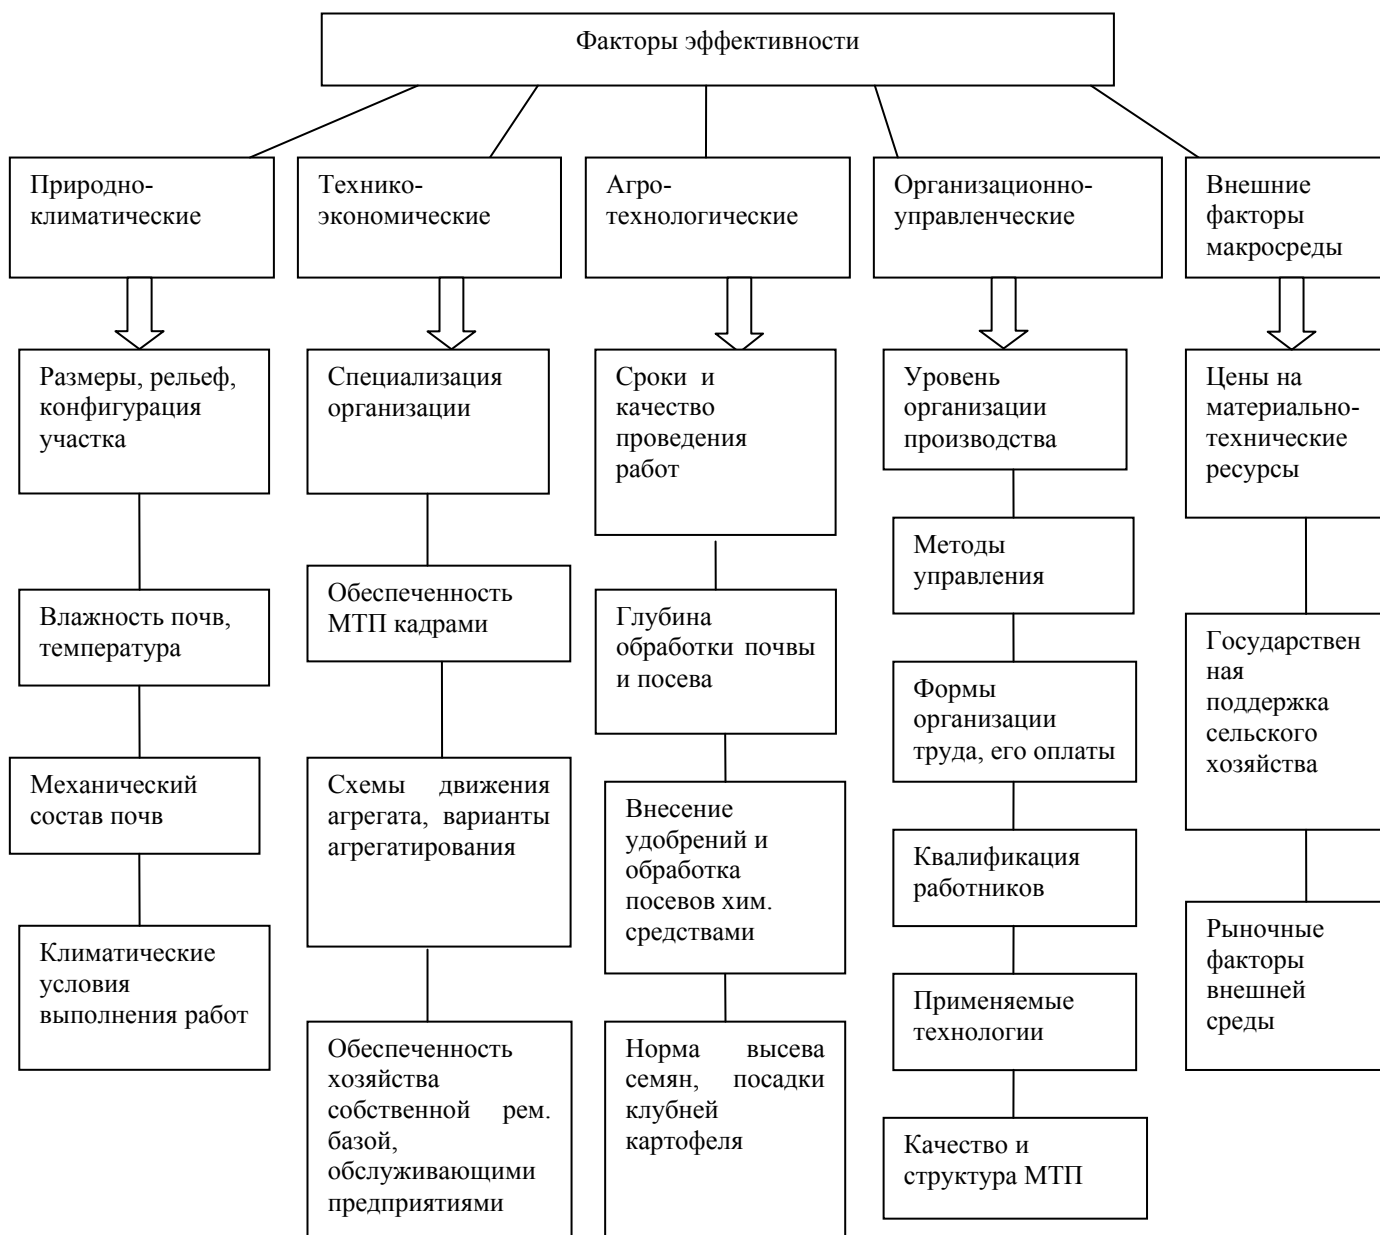 Факторы эффективности
Природно-
климатические
Технико-
экономические
Агро-
технологические
Организационно-
управленческие
Внешние
факторы
макросреды
Размеры, рельеф,
конфигурация
участка
Влажность почв,
температура
Механический
состав почв
Климатические
условия
выполнения работ
Специализация
организации
Обеспеченность
МТП кадрами
Схемы движения
агрегата, варианты
агрегатирования
Обеспеченность
хозяйства
собственной рем.
базой,
обслуживающими
предприятиями
Сроки и
качество
проведения
работ
Глубина
обработки почвы
и посева
Внесение
удобрений и
обработка
посевов хим.
средствами
Норма высева
семян, посадки
клубней
картофеля
Уровень
организации
производства
Методы
управления
Формы
организации
труда, его оплаты
Квалификация
работников
Применяемые
технологии
Качество и
структура МТП
Цены на
материально-
технические
ресурсы
Государствен
ная
поддержка
сельского
хозяйства
Рыночные
факторы
внешней
среды